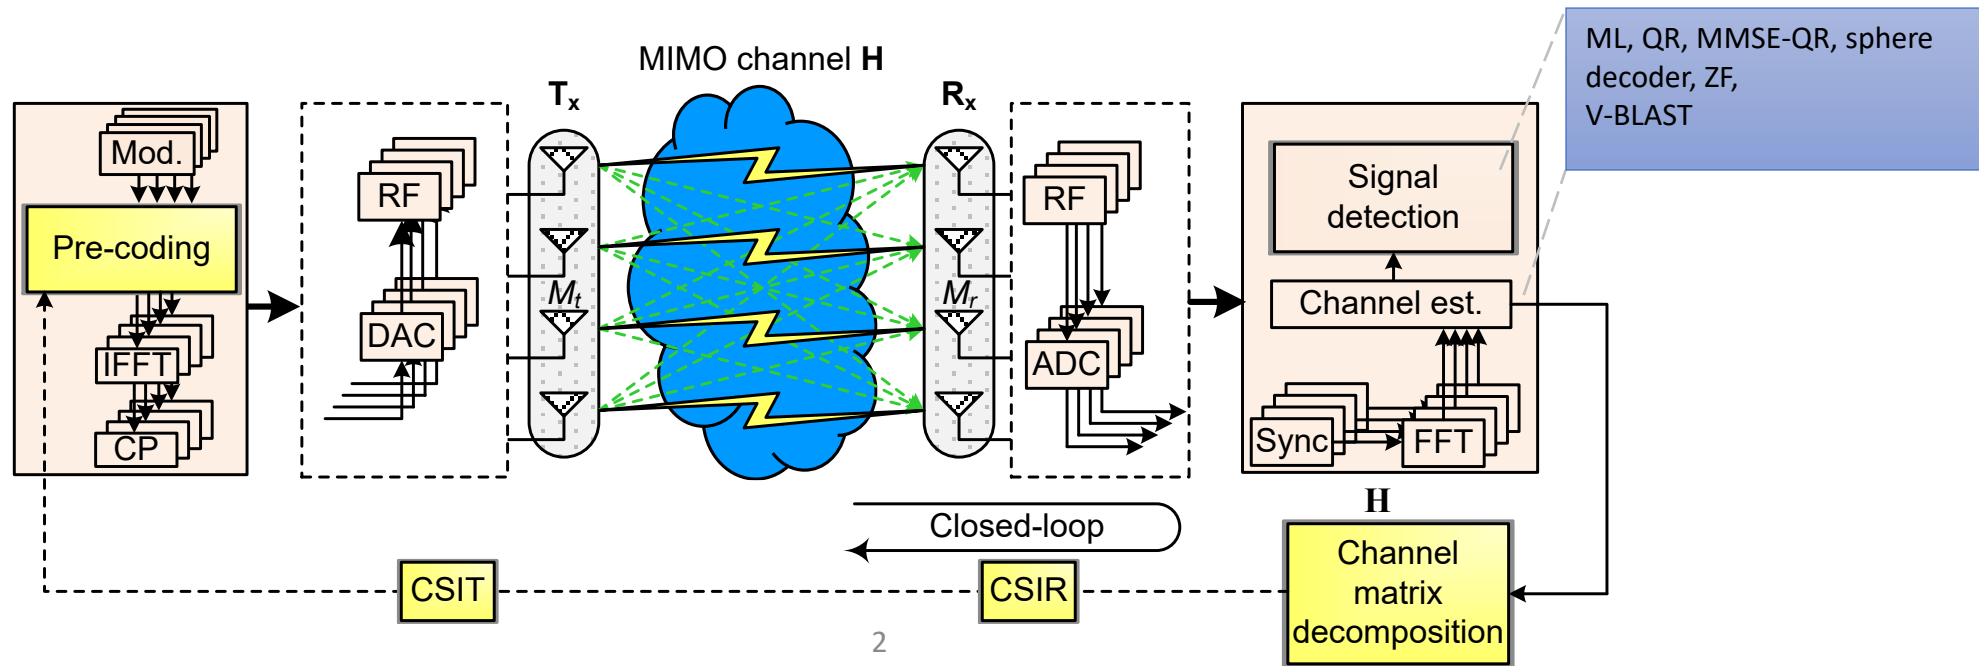 MIMO channel H
Tx
Rx
Mod.
Pre-coding
IFFT
CP
RF
DAC
Mt
Mr
RF
ADC
Signal
detection
Channel est.
Sync
FFT
ML, QR, MMSE-QR, sphere
decoder, ZF,
V-BLAST
H
Closed-loop
CSIT
CSIR
Channel
matrix
decomposition
2